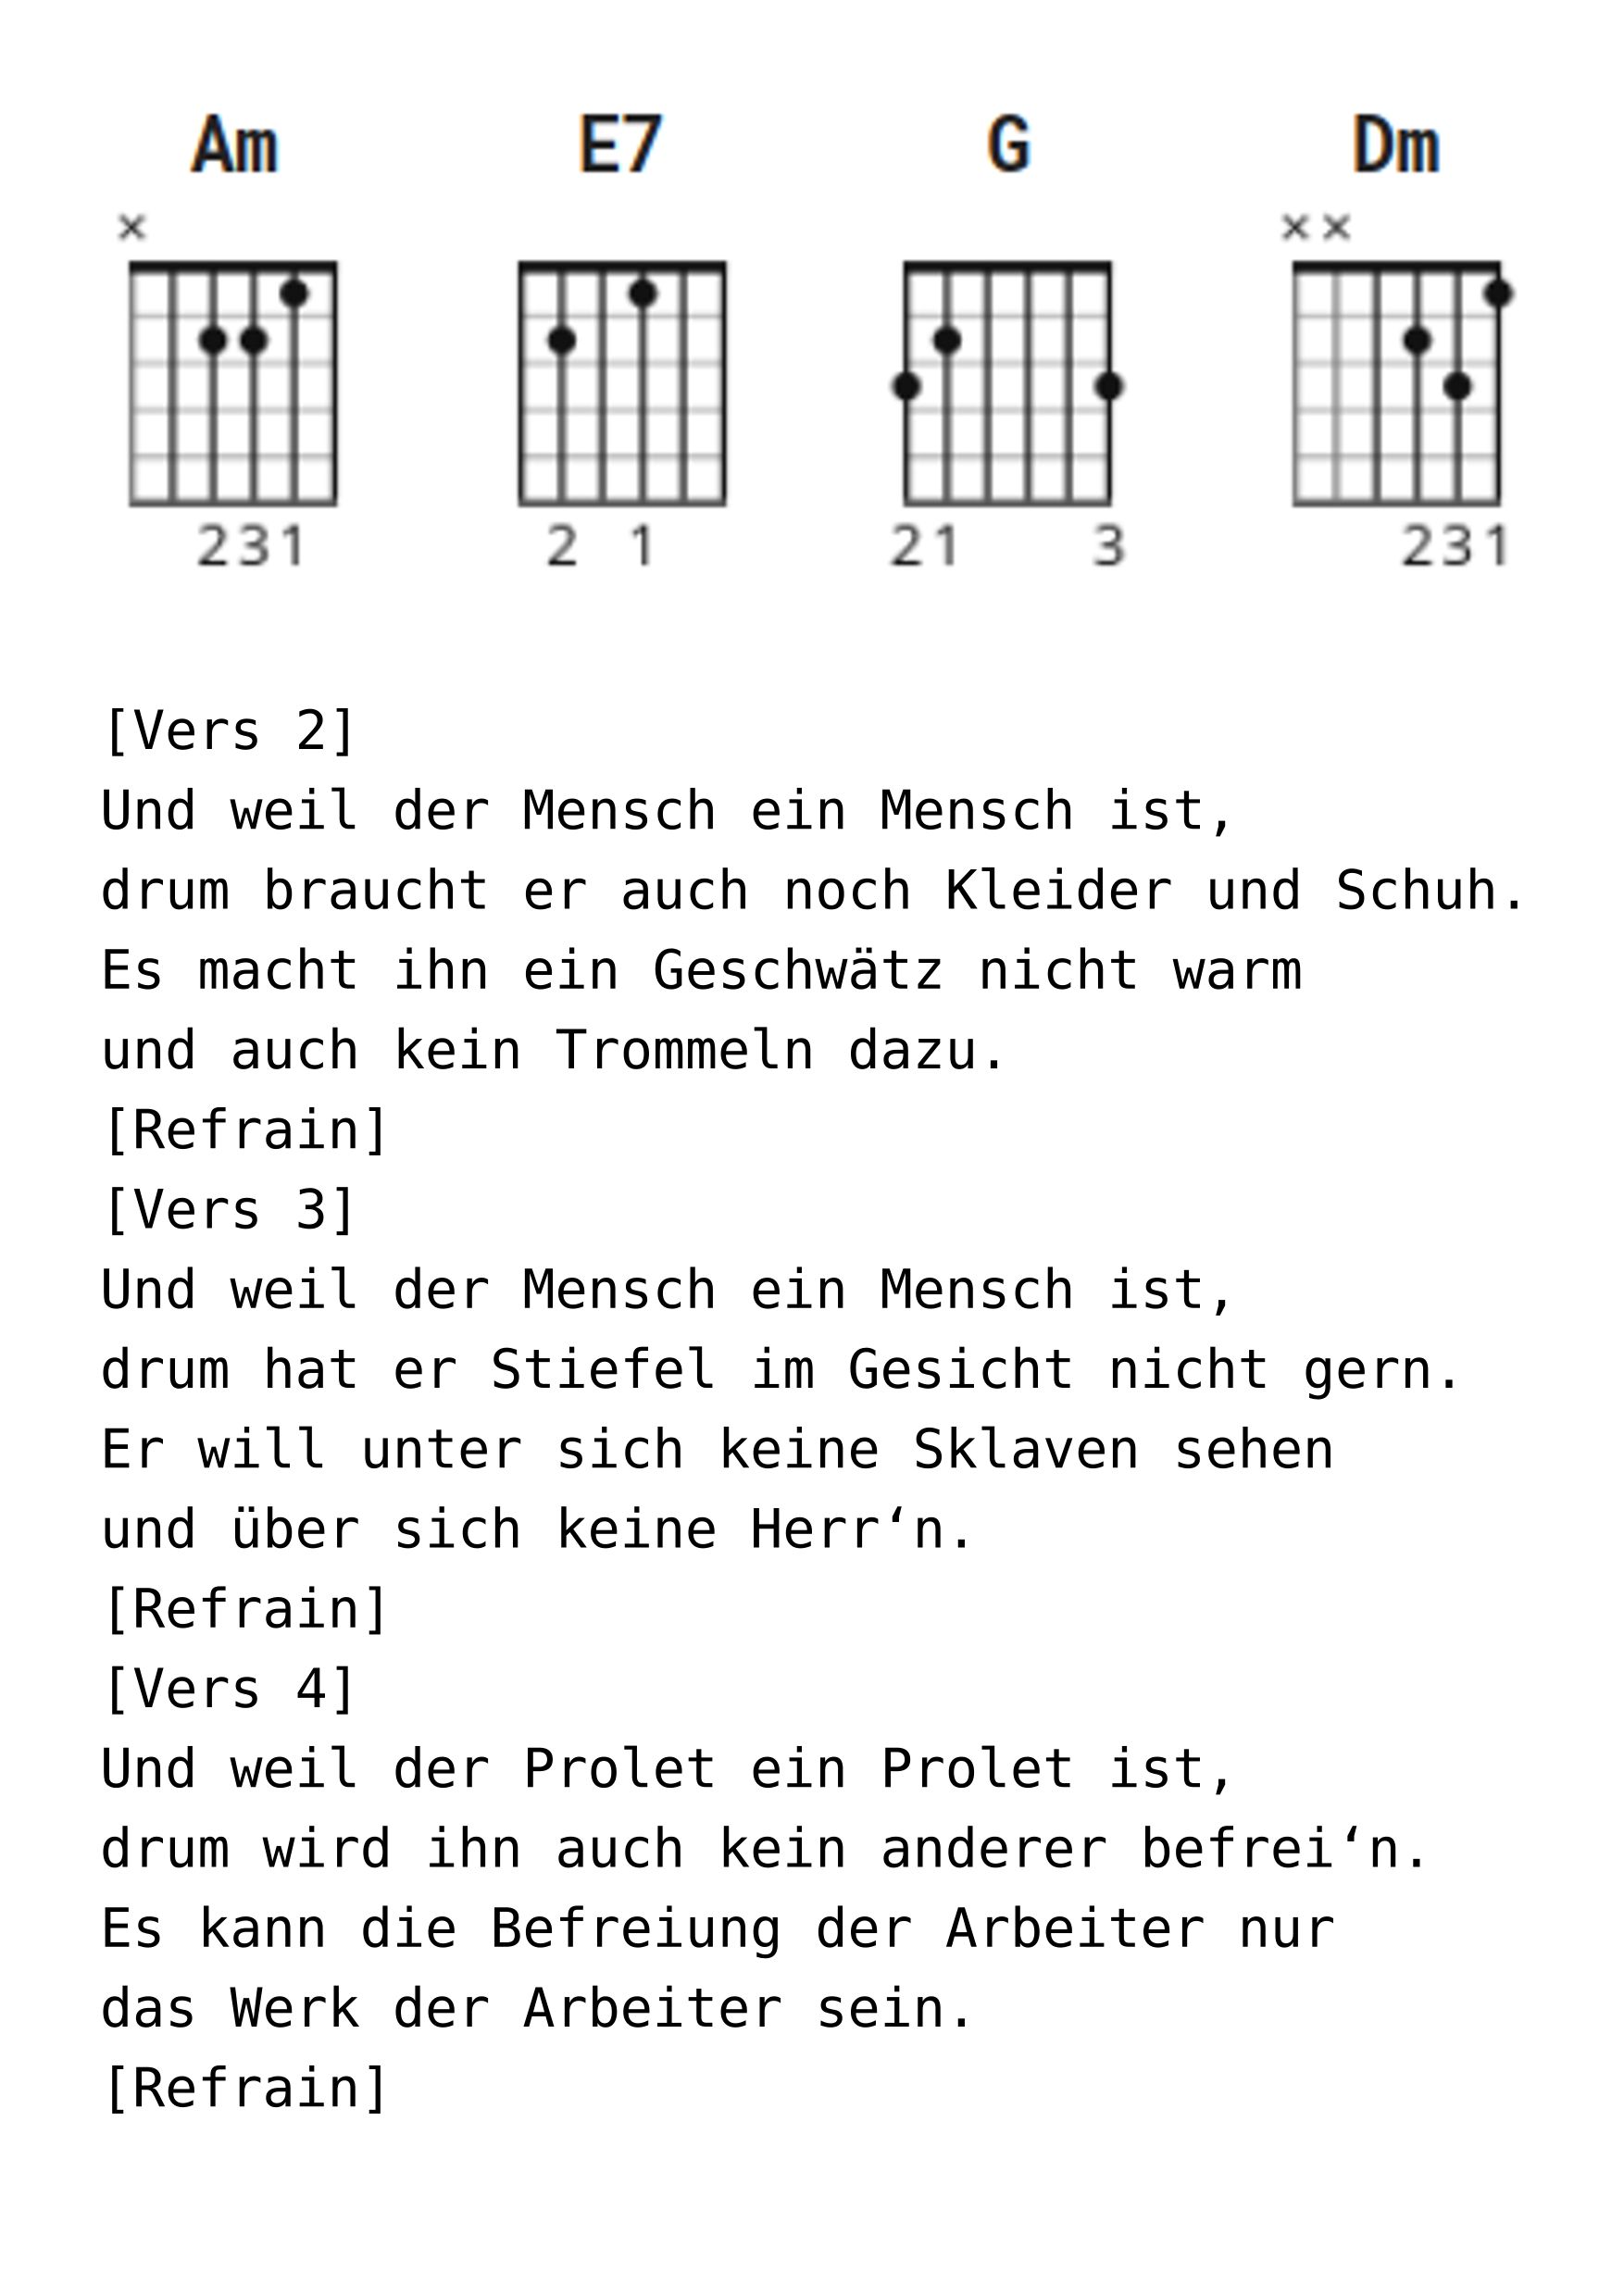 Am E7 G Dm
× ××
231 2 1 21 3 231
[Vers 2]
Und weil der Mensch ein Mensch ist,
drum braucht er auch noch Kleider und Schuh.
Es macht ihn ein Geschwätz nicht warm
und auch kein Trommeln dazu.
[Refrain]
[Vers 3]
Und weil der Mensch ein Mensch ist,
drum hat er Stiefel im Gesicht nicht gern.
Er will unter sich keine Sklaven sehen
und über sich keine Herr‘n.
[Refrain]
[Vers 4]
Und weil der Prolet ein Prolet ist,
drum wird ihn auch kein anderer befrei‘n.
Es kann die Befreiung der Arbeiter nur
das Werk der Arbeiter sein.
[Refrain]